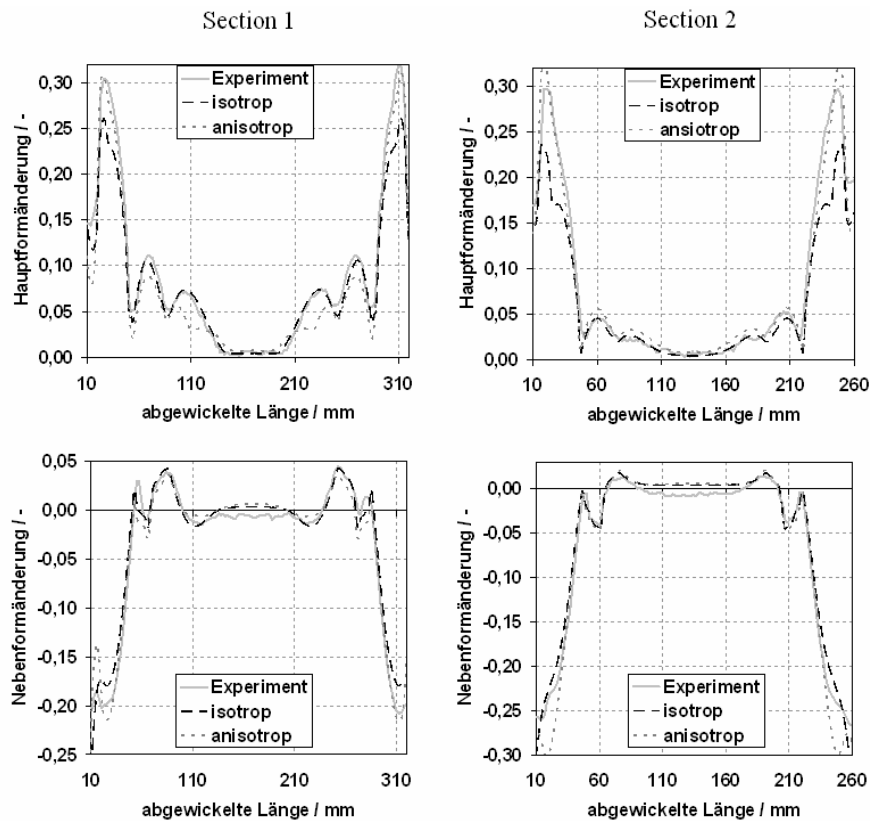 Section 1
Section 2
0,30
0,25
0,20
0,15
0,10
0,05
0,00
Hauptformänderung / -
Experiment
isotrop
anisotrop
10 110 210 310
abgewickelte Länge / mm
0,30
0,25
0,20
0,15
0,10
0,05
0,00
Hauptformänderung / -
Experiment
isotrop
ansiotrop
10 60 110 160 210 260
abgewickelte Länge / mm
0,05
0,00
-0,05
-0,10
-0,15
-0,20
-0,25
Nebenformänderung / -
Experiment
isotrop
anisotrop
10 110 210 310
abgewickelte Länge / mm
0,00
-0,05
-0,10
-0,15
-0,20
-0,25
-0,30
Nebenformänderung / -
Experiment
isotrop
anisotrop
10 60 110 160 210 260
abgewickelte Länge / mm